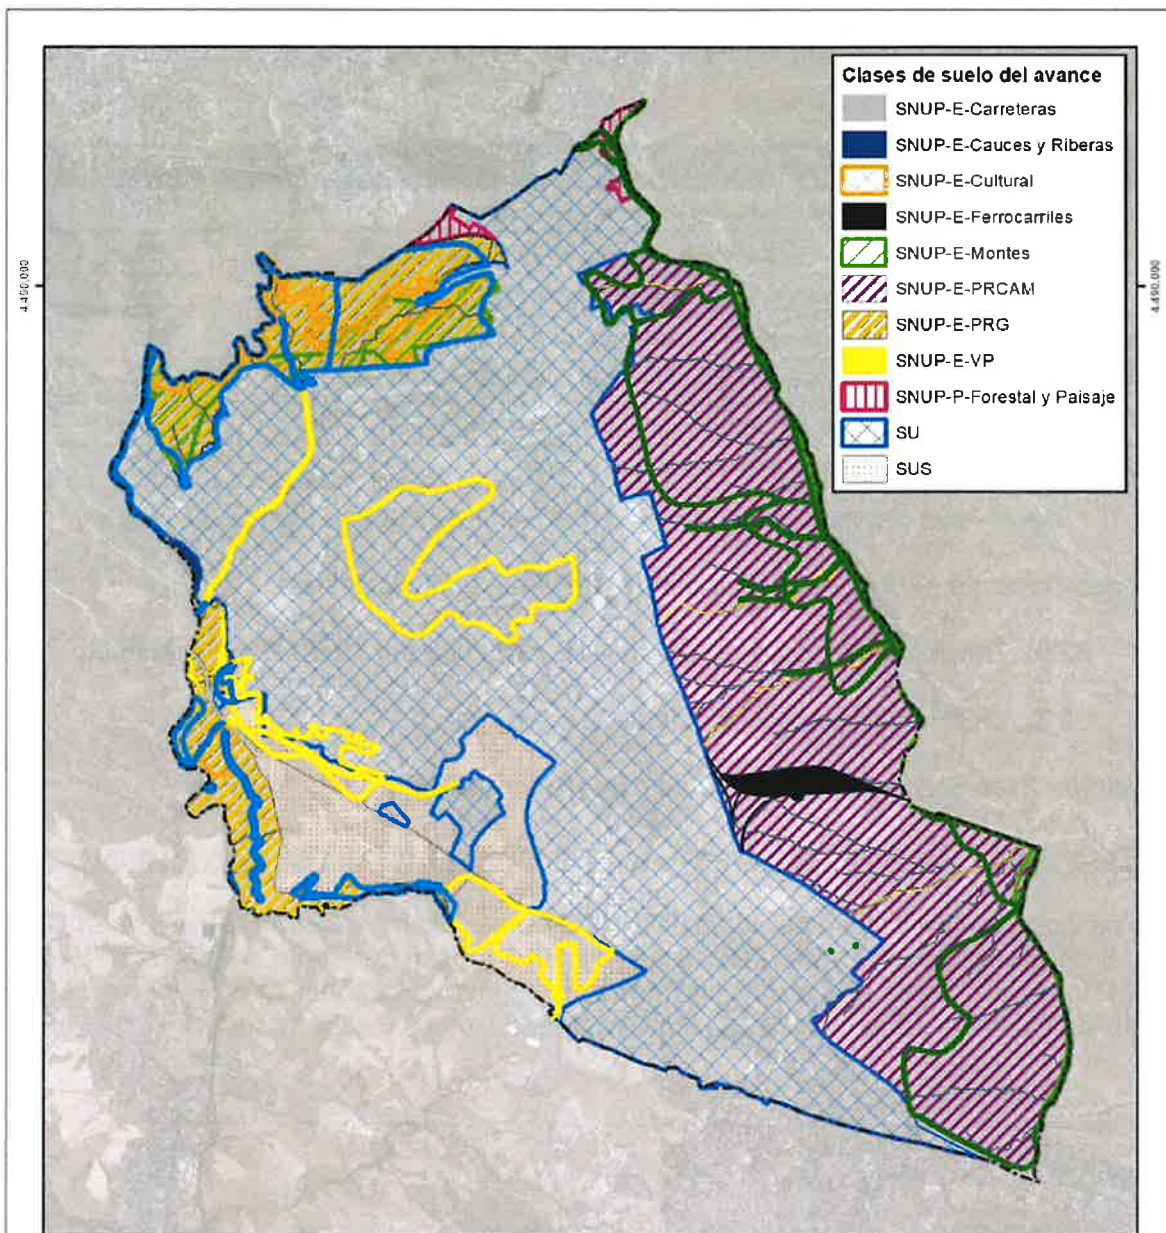 Clases de suelo del avance
SNUP-E-Carreteras
SNUP-E-Cauces y Riberas
SNUP-E-Cultural
SNUP-E-Ferrocarriles
SNUP-E-Montes
SNUP-E-PRCAM
SNUP-E-PRG
SNUP-E-VP
SNUP-P-Forestal y Paisaje
SU
SUS
4.490.000
4.490.000